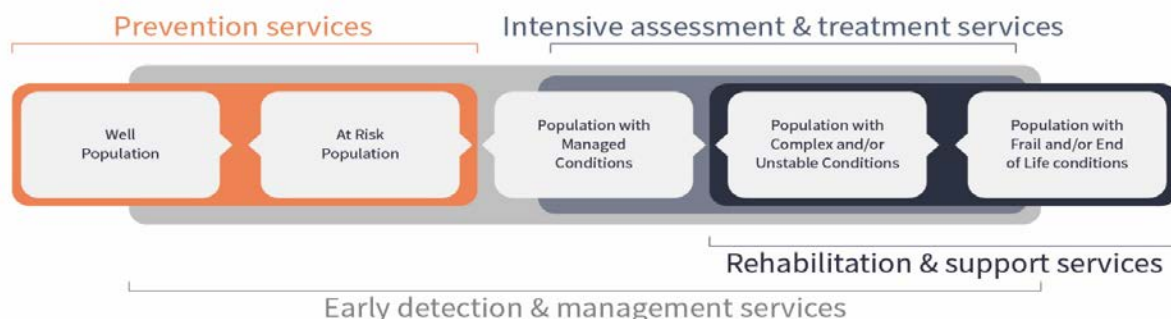 Prevention services
Intensive assessment & treatment services
Well
Population
At Risk
Population
Population with
Managed
Conditions
Population with
Complex and/or
Unstable Conditions
Population with
Frail and/or End
of Life conditions
Rehabilitation & support services
Early detection & management services